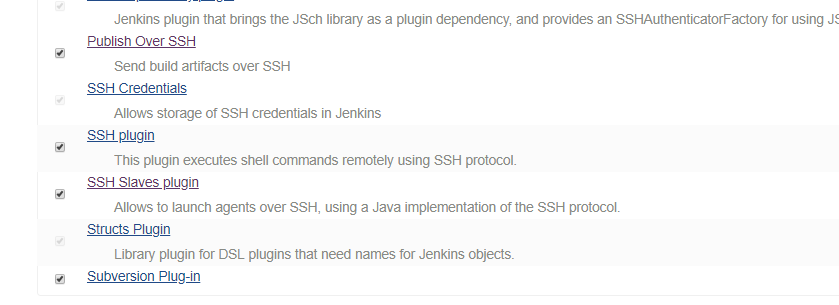 Jenkins plugin that brings the JSch library as a plugin dependency, and provides an SSHAuthenticatorFactory for using
Publish Over SSH
Send build artifacts over SSH
SSH Credentials
Allows storage of SSH credentials in Jenkins
SSH plugin
This plugin executes shell commands remotely using SSH protocol.
SSH Slaves plugin
Allows to launch agents over SSH, using a Java implementation of the SSH protocol.
Structs Plugin
Library plugin for DSL plugins that need names for Jenkins objects.
Subversion Plug-in